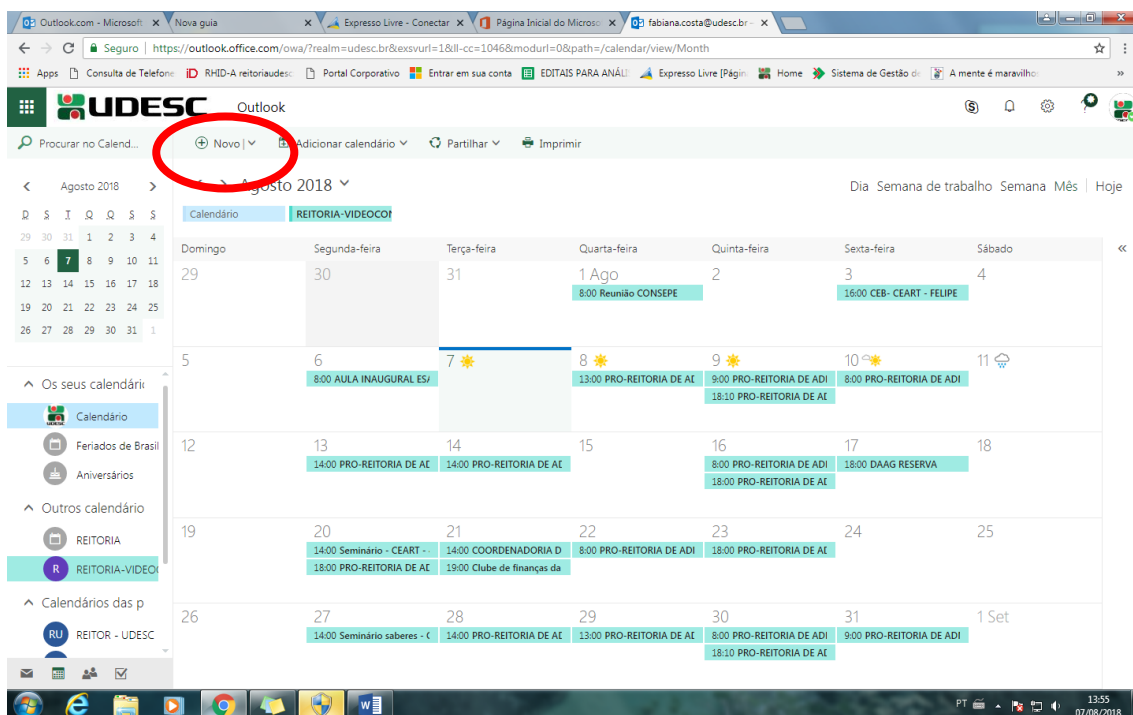 Outlook.com - Microsoft
Nova guia
Expresso Livre - Conectar
Página Inicial do Microso
fabiana.costa@udesc.br -
Seguro | https://outlook.office.com/owa/?realm=udesc.br&exsvurl=1&ll-cc=1046&modurl=0&path=/calendar/view/Month
Apps Consulta de Telefone RHID-A reitoriaudesc Portal Corporativo Entrar em sua conta EDITAIS PARA ANÁLI Expresso Livre [Págin Home Sistema de Gestão de A mente é maravilho
UDESC Outlook
Procurar no Calend... Novo | Adicionar calendário Partilhar Imprimir
Agosto 2018
D S T Q Q S S
29 30 31 1 2 3 4
5 6 7 8 9 10 11
12 13 14 15 16 17 18
19 20 21 22 23 24 25
26 27 28 29 30 31 1
Os seus calendári
Calendário
Feriados de Brasil
Aniversários
Outros calendário
REITORIA
R REITORIA-VIDEO
Calendários das p
RU REITOR - UDESC
Agosto 2018
Dia Semana de trabalho Semana Mês | Hoje
Calendário REITORIA-VIDEOCON
Domingo Segunda-feira Terça-feira Quarta-feira Quinta-feira Sexta-feira Sábado
29 30 31 1 Ago 2 3 4
8:00 Reunião CONSEPE 16:00 CEB- CEART - FELIPE
5 6 7 8 9 10 11
8:00 AULA INAUGURAL ES 13:00 PRO-REITORIA DE AD 9:00 PRO-REITORIA DE ADI 8:00 PRO-REITORIA DE ADI
18:10 PRO-REITORIA DE AD
12 13 14 15 16 17 18
14:00 PRO-REITORIA DE AD 14:00 PRO-REITORIA DE AD 8:00 PRO-REITORIA DE ADI 18:00 DAAG RESERVA
18:00 PRO-REITORIA DE AD
19 20 21 22 23 24 25
14:00 Seminário - CEART - 14:00 COORDENADORIA D 8:00 PRO-REITORIA DE ADI 18:00 PRO-REITORIA DE AD
18:00 PRO-REITORIA DE AD 19:00 Clube de finanças da
26 27 28 29 30 31 1 Set
14:00 Seminário saberes - C 14:00 PRO-REITORIA DE AD 13:00 PRO-REITORIA DE AD 8:00 PRO-REITORIA DE ADI 9:00 PRO-REITORIA DE ADI
18:10 PRO-REITORIA DE AD
PT 13:55
07/08/2018